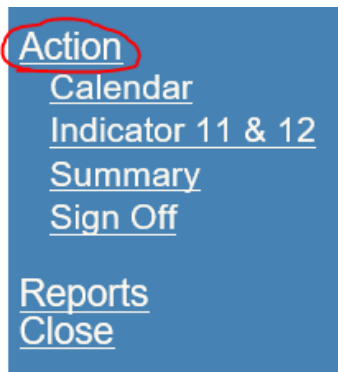 Action
Calendar
Indicator 11 & 12
Summary
Sign Off
Reports
Close